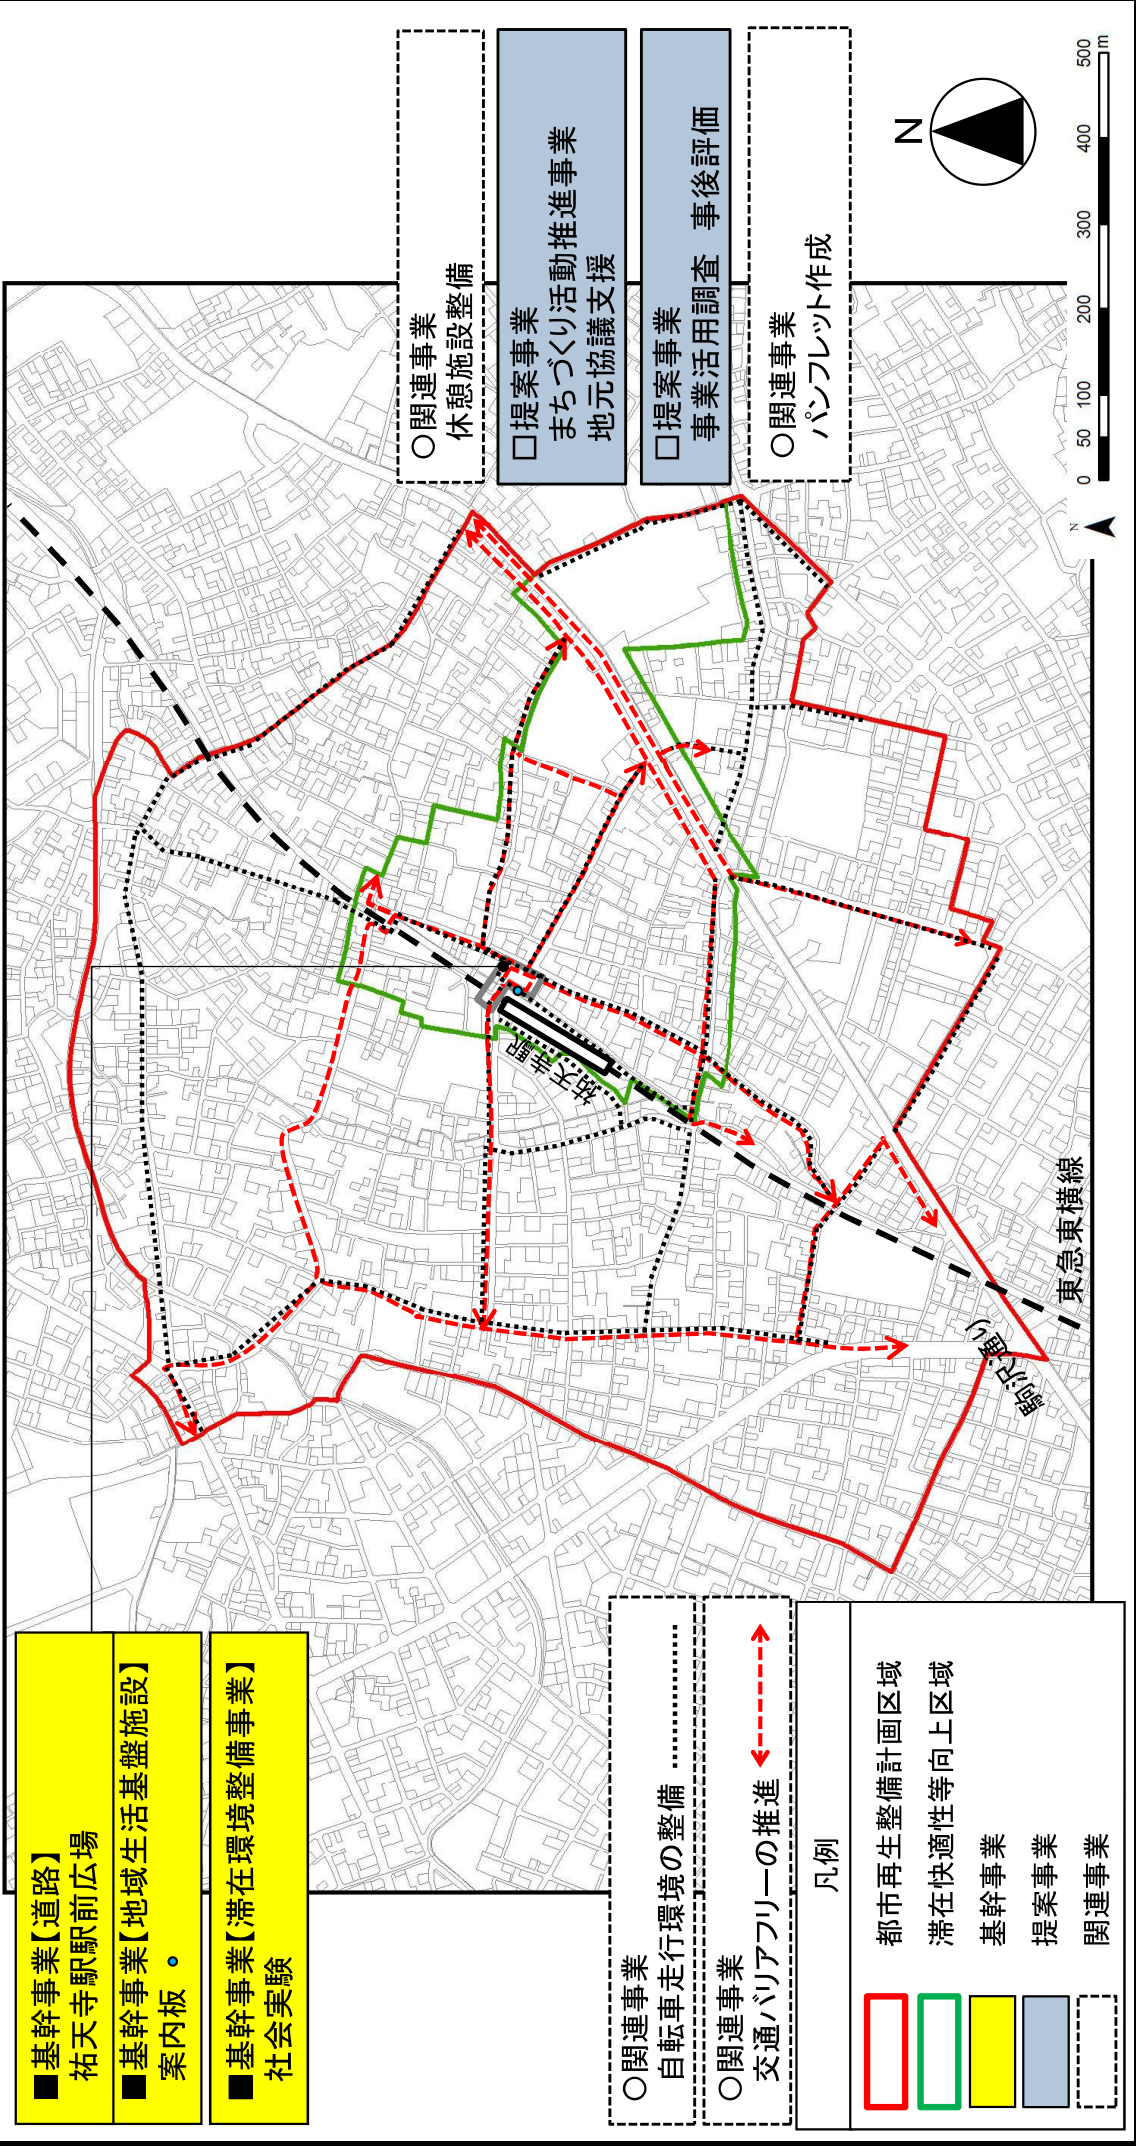 ■基幹事業【道路】
祐天寺駅駅前広場
■基幹事業【地域生活基盤施設】
案内板
■基幹事業【滞在環境整備事業】
社会実験
○関連事業
休憩施設整備
□提案事業
まちづくり活動推進事業
地元協議支援
□提案事業
事業活用調査　事後評価
○関連事業
パンフレット作成
N
祐天寺駅
東急東横線
駒沢通り
○関連事業
自転車走行環境の整備
○関連事業
交通バリアフリーの推進
凡例
都市再生整備計画区域
滞在快適性等向上区域
基幹事業
提案事業
関連事業
N
0 50 100 200 300 400 500
m